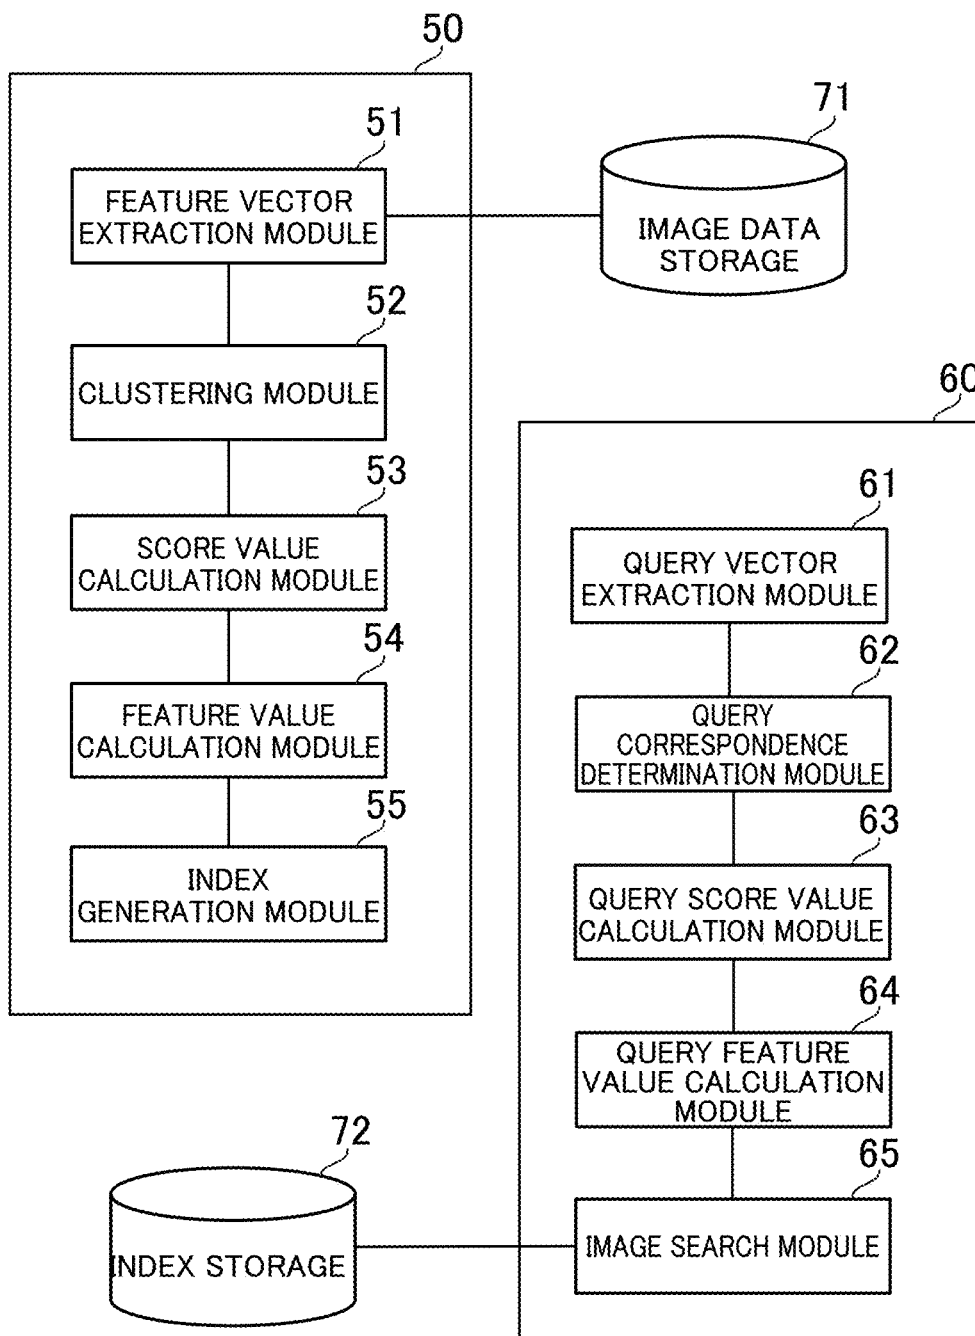 50
51
FEATURE VECTOR
EXTRACTION MODULE
52
CLUSTERING MODULE
53
SCORE VALUE
CALCULATION MODULE
54
FEATURE VALUE
CALCULATION MODULE
55
INDEX
GENERATION MODULE
71
IMAGE DATA
STORAGE
60
61
QUERY VECTOR
EXTRACTION MODULE
62
QUERY
CORRESPONDENCE
DETERMINATION MODULE
63
QUERY SCORE VALUE
CALCULATION MODULE
64
QUERY FEATURE
VALUE CALCULATION
MODULE
65
IMAGE SEARCH MODULE
72
INDEX STORAGE